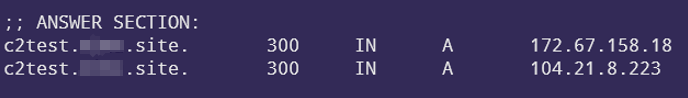 ;; ANSWER SECTION:
c2test. .site. 300 IN A 172.67.158.18
c2test. .site. 300 IN A 104.21.8.223